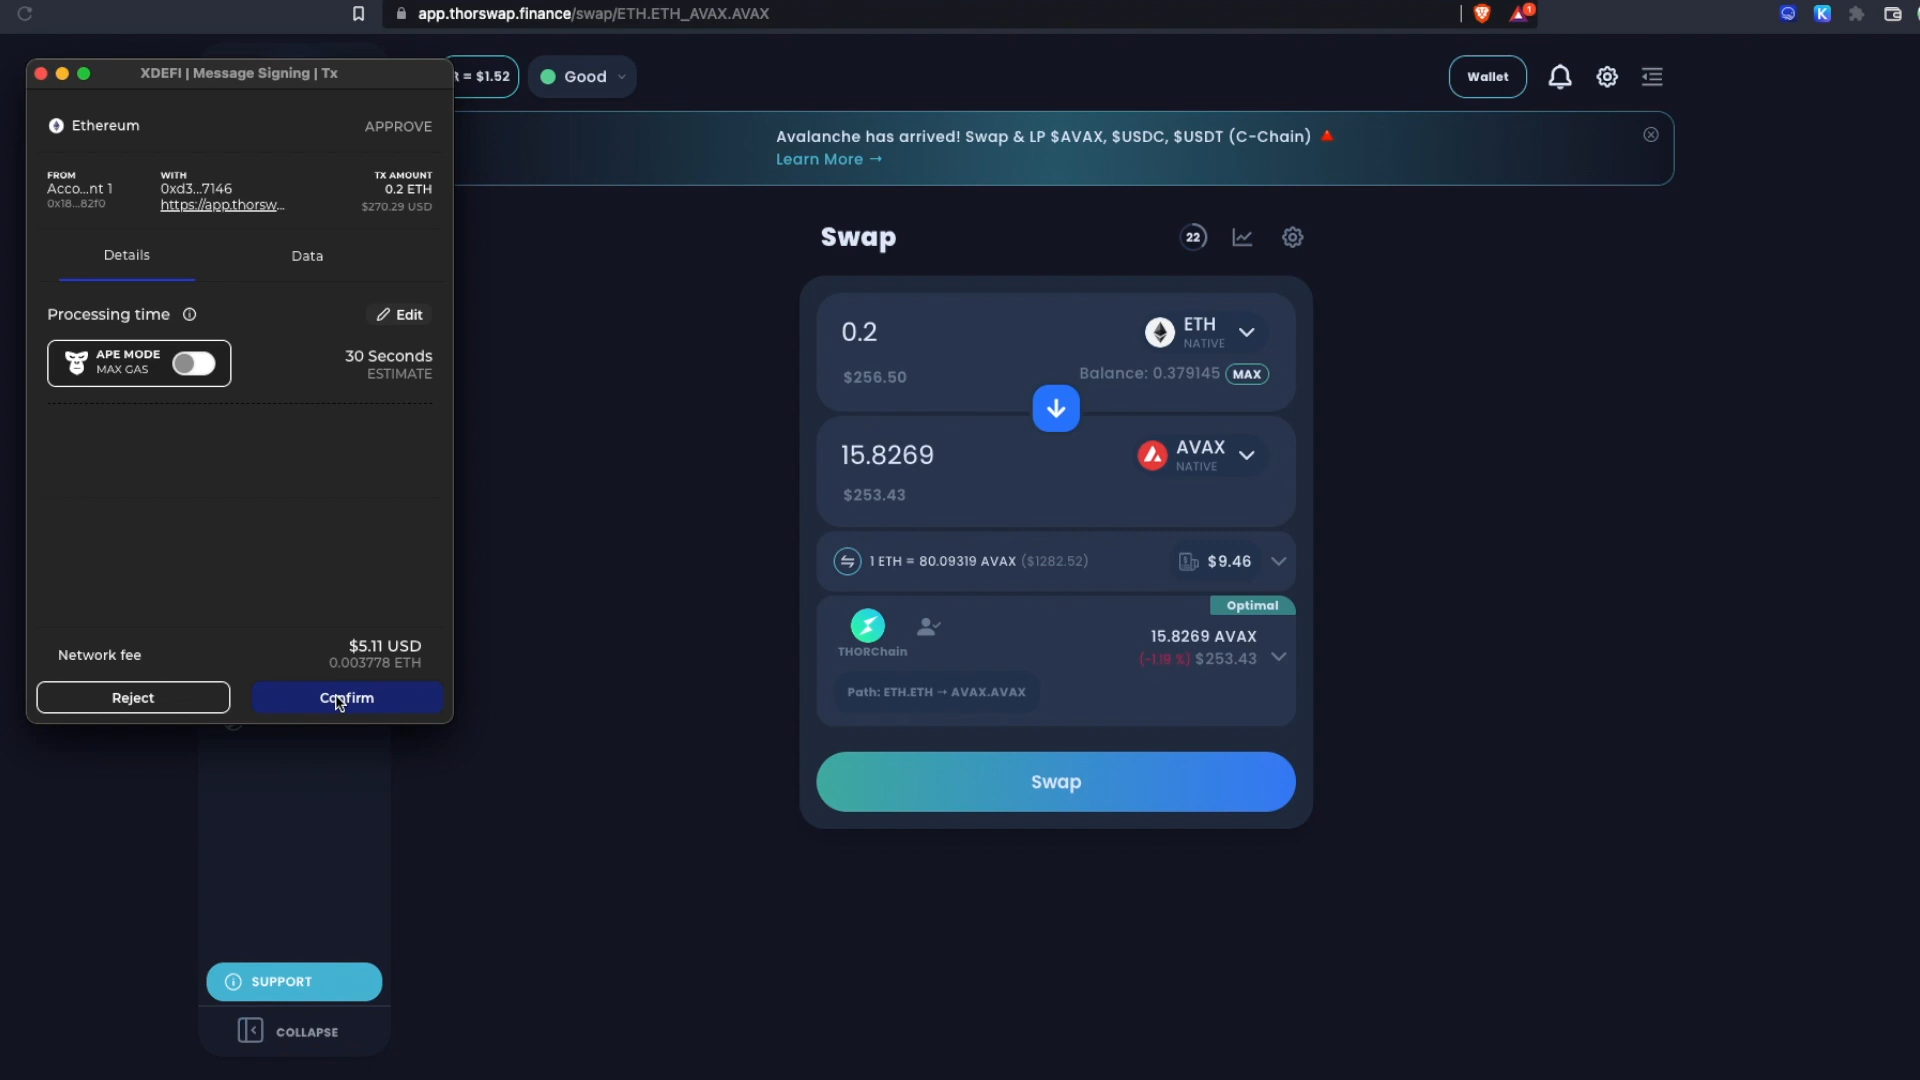 app.thorswap.finance/swap/ETH.ETH_AVAX.AVAX
1
K
XDEFI | Message Signing | Tx
= $1.52
Good
Wallet
Ethereum
APPROVE
Avalanche has arrived! Swap & LP $AVAX, $USDC, $USDT (C-Chain)
Learn More →
FROM
Acco...nt 1
0x18...82f0
WITH
0xd3...7146
https://app.thorsw...
TX AMOUNT
0.2 ETH
$270.29 USD
Details
Data
Processing time
Edit
APE MODE
MAX GAS
30 Seconds
ESTIMATE
Network fee
$5.11 USD
0.003778 ETH
Reject
Confirm
Swap
22
0.2
ETH
NATIVE
$256.50
Balance: 0.379145
MAX
15.8269
AVAX
NATIVE
$253.43
1 ETH = 80.09319 AVAX ($1282.52)
$9.46
Optimal
THORChain
15.8269 AVAX
(-1.19 %) $253.43
Path: ETH.ETH → AVAX.AVAX
Swap
SUPPORT
COLLAPSE